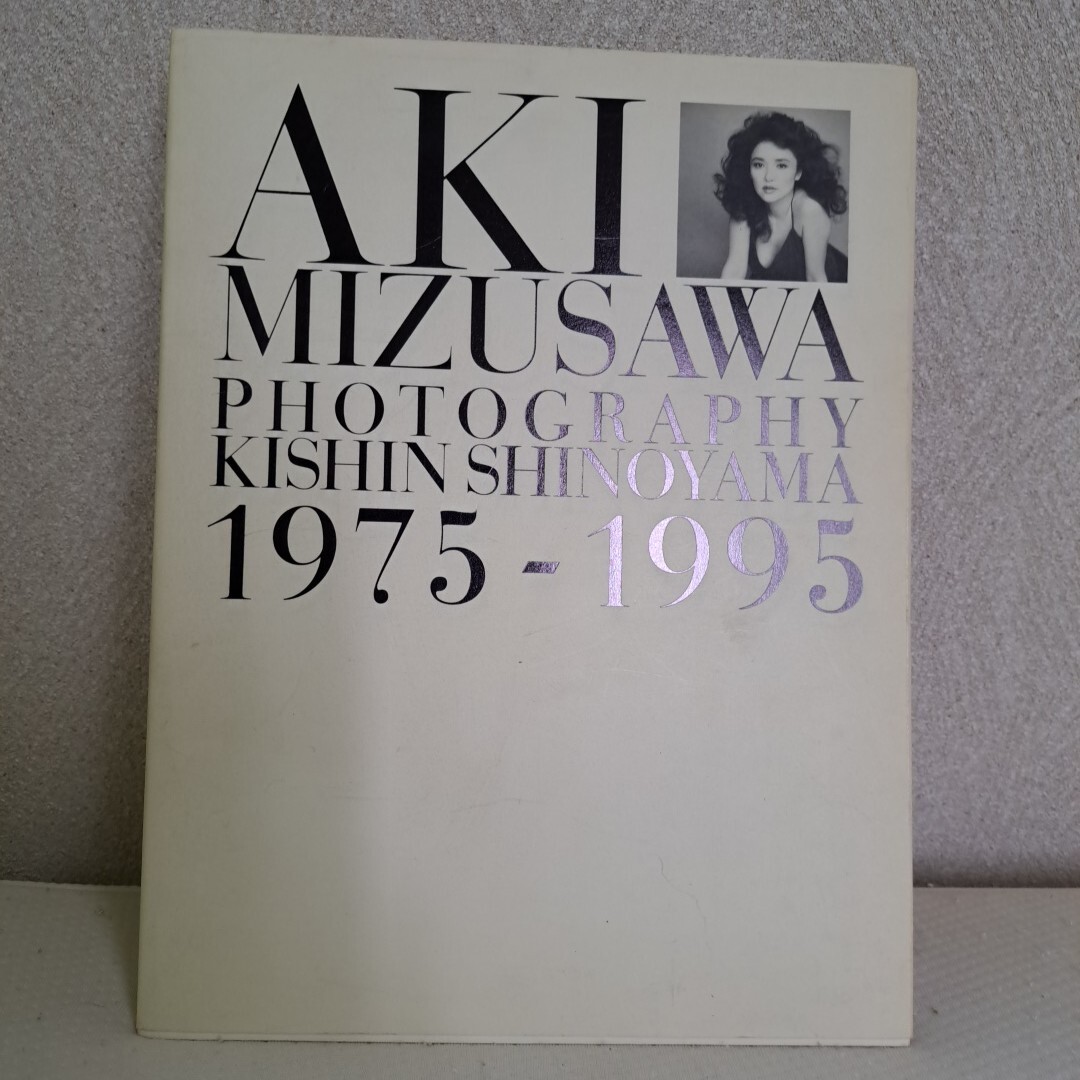 AKI
MIZUSAWA
PHOTOGRAPHY
KISHIN SHINOYAMA
1975-1995